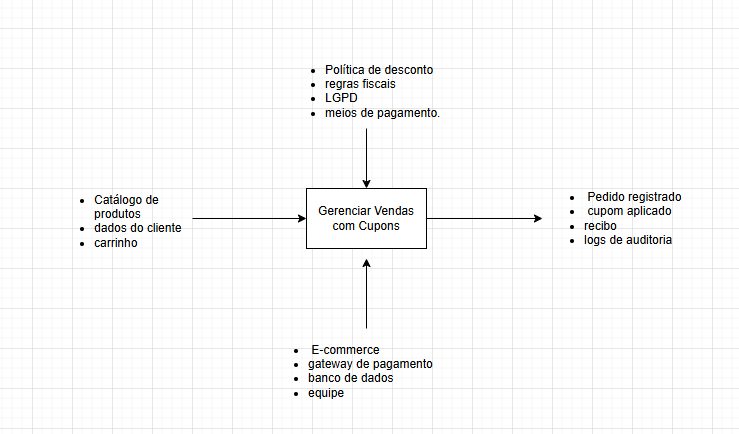 Política de desconto
regras fiscais
LGPD
meios de pagamento.
Catálogo de
produtos
dados do cliente
carrinho
Gerenciar Vendas
com Cupons
Pedido registrado
cupom aplicado
recibo
logs de auditoria
E-commerce
gateway de pagamento
banco de dados
equipe